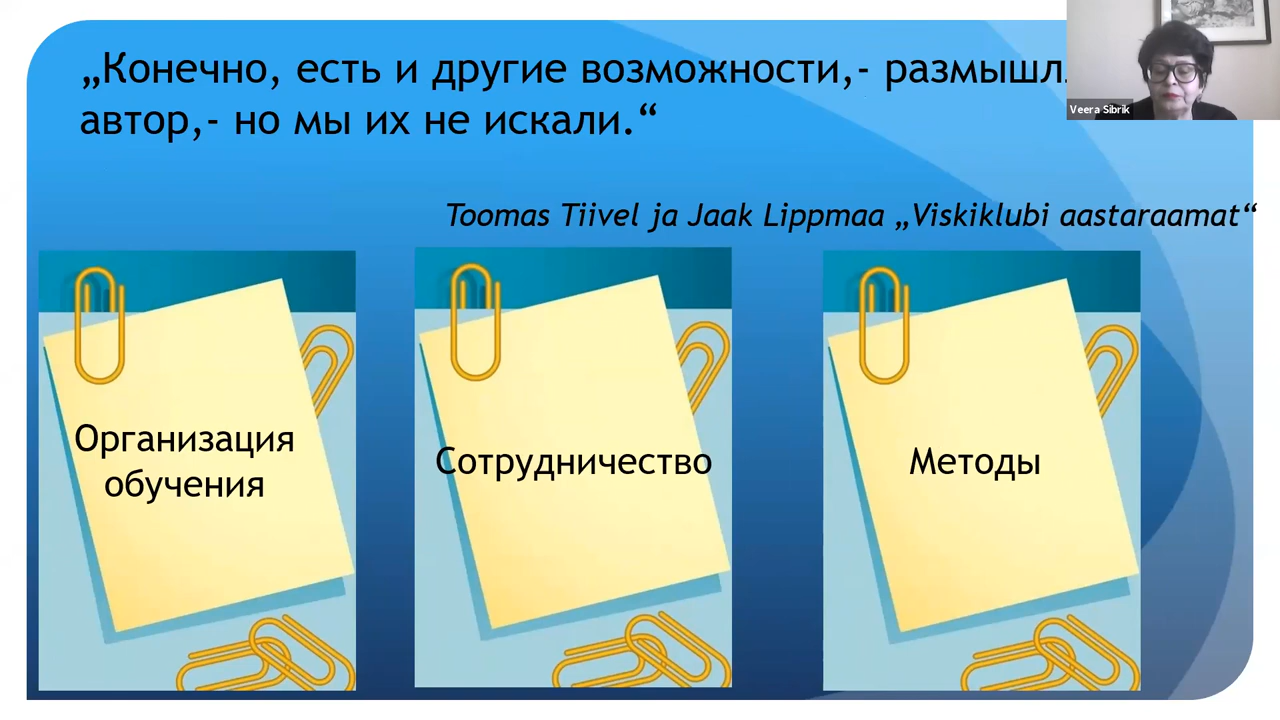 „Конечно, есть и другие возможности,-
автор,- но мы их не искали.“
Veera Sibrik
Toomas Tiivel ja Jaak Lippmaa „Viskiklubi aastaraamat“
Организация
обучения
Сотрудничество
Методы